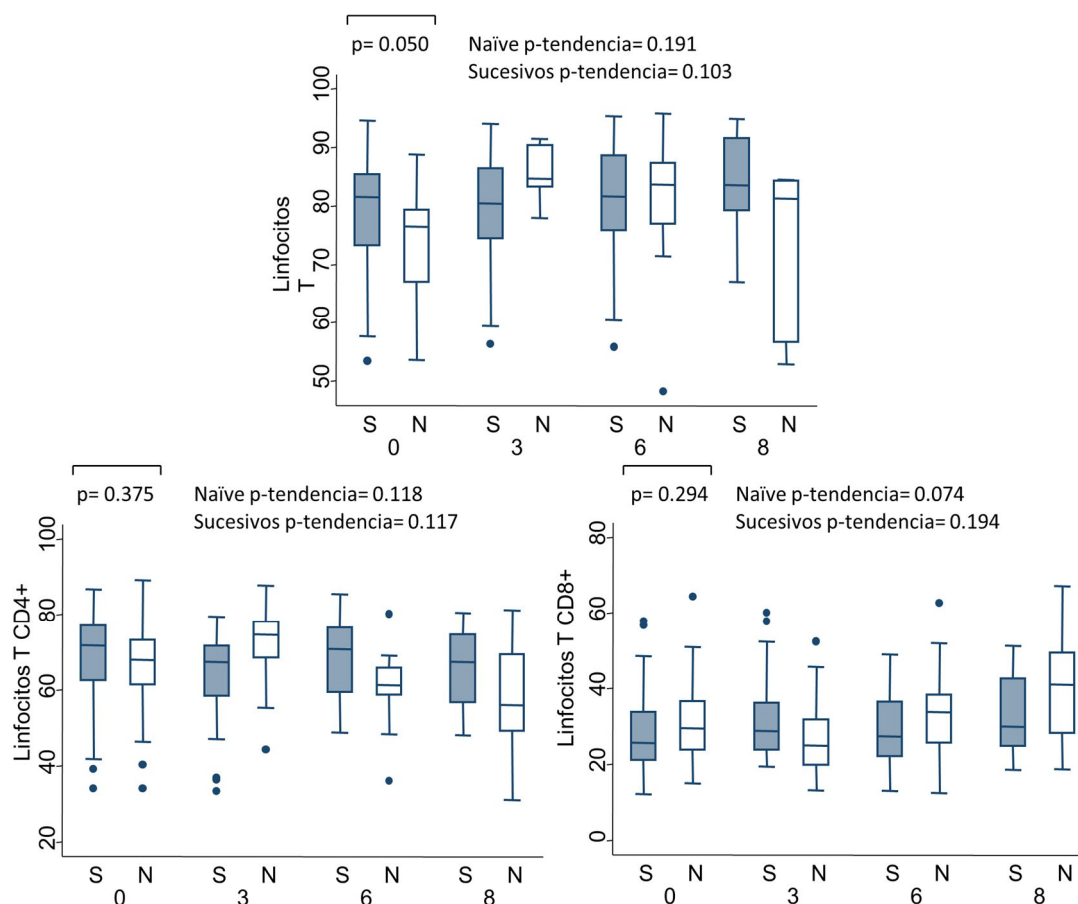 p= 0.050
Naïve p-tendencia= 0.191
Sucesivos p-tendencia= 0.103
100
90
80
70
60
50
Linfocitos
T
S N S N S N S N
0 3 6 8
p= 0.375
Naïve p-tendencia= 0.118
Sucesivos p-tendencia= 0.117
100
80
60
40
20
Linfocitos T CD4+
S N S N S N S N
0 3 6 8
p= 0.294
Naïve p-tendencia= 0.074
Sucesivos p-tendencia= 0.194
80
60
40
20
0
Linfocitos T CD8+
S N S N S N S N
0 3 6 8